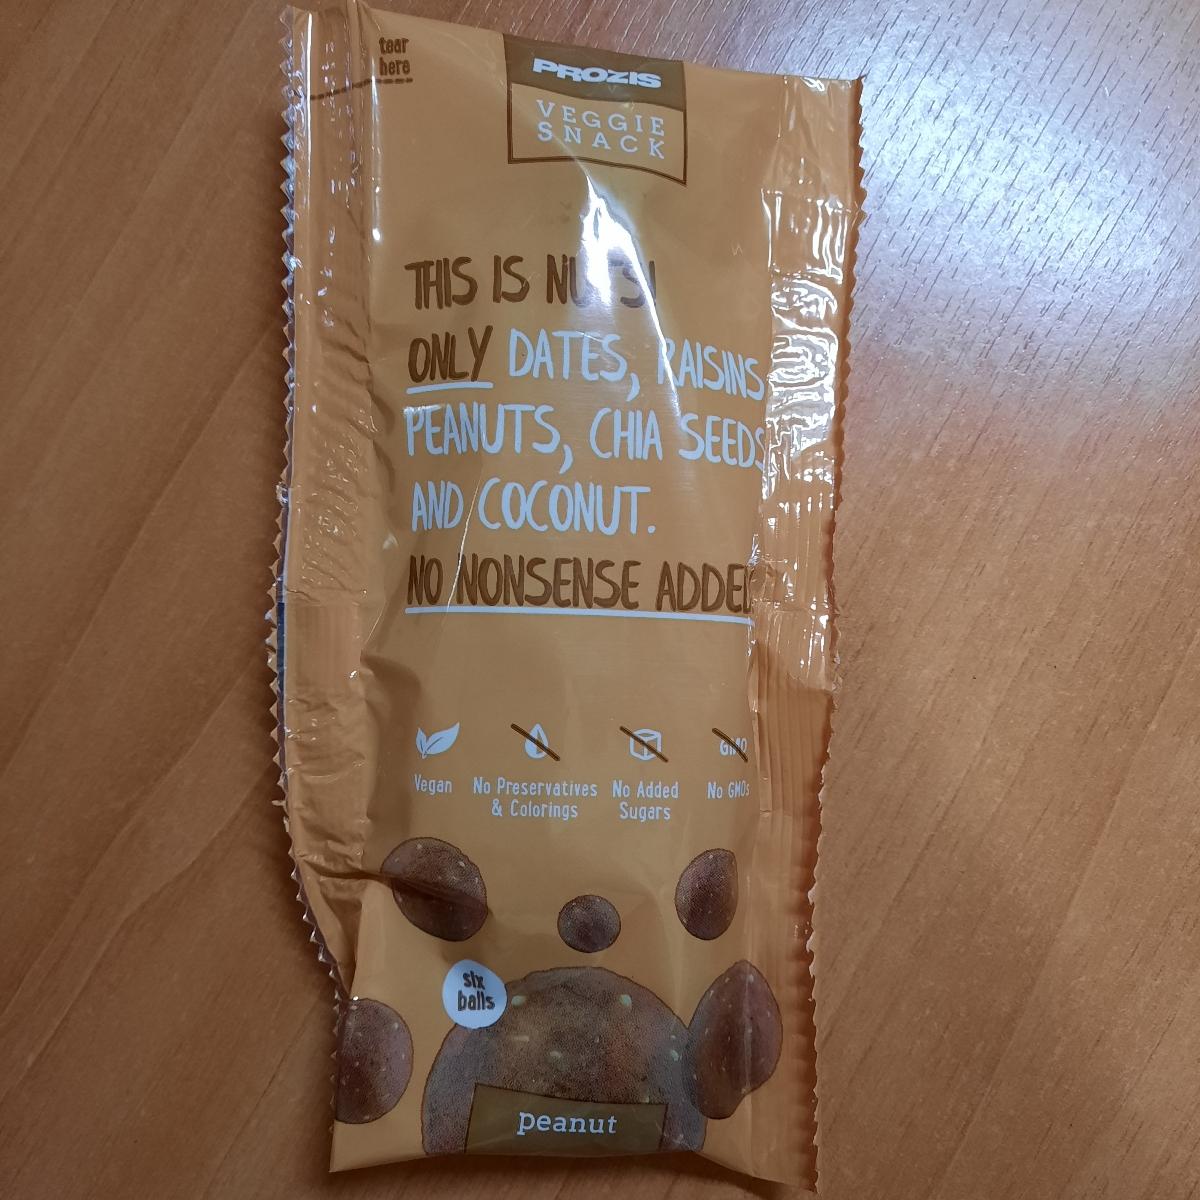 tear
here
PROZIS
VEGGIE
SNACK
THIS IS NUTS!
ONLY DATES, RAISINS,
PEANUTS, CHIA SEEDS
AND COCONUT.
NO NONSENSE ADDED
GMO
Vegan
No Preservatives
& Colorings
No Added
Sugars
No GMOs
six
balls
peanut